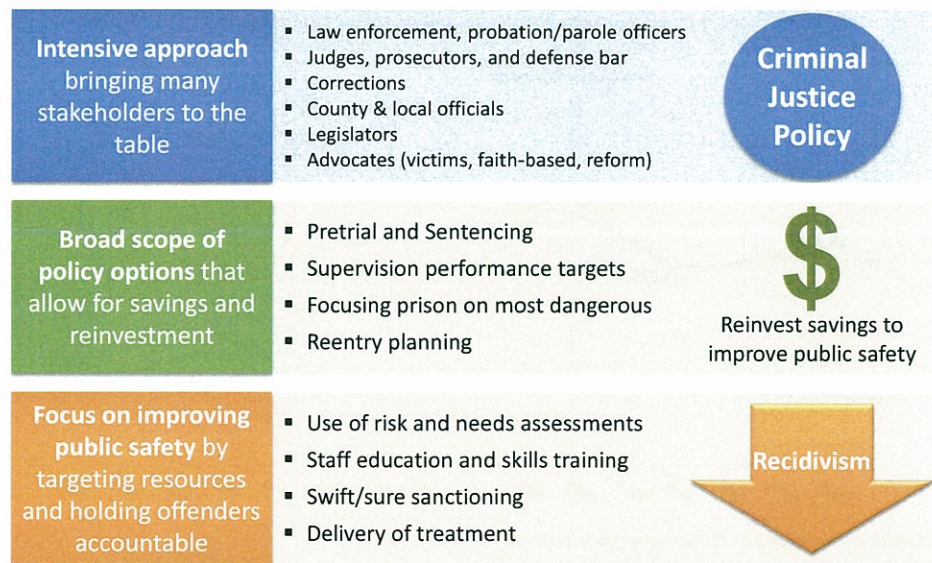 Intensive approach
bringing many
stakeholders to the
table
▪ Law enforcement, probation/parole officers
▪ Judges, prosecutors, and defense bar
▪ Corrections
▪ County & local officials
▪ Legislators
▪ Advocates (victims, faith-based, reform)
Criminal
Justice
Policy
Broad scope of
policy options that
allow for savings and
reinvestment
▪ Pretrial and Sentencing
▪ Supervision performance targets
▪ Focusing prison on most dangerous
▪ Reentry planning
$
Reinvest savings to
improve public safety
Focus on improving
public safety by
targeting resources
and holding offenders
accountable
▪ Use of risk and needs assessments
▪ Staff education and skills training
▪ Swift/sure sanctioning
▪ Delivery of treatment
Recidivism